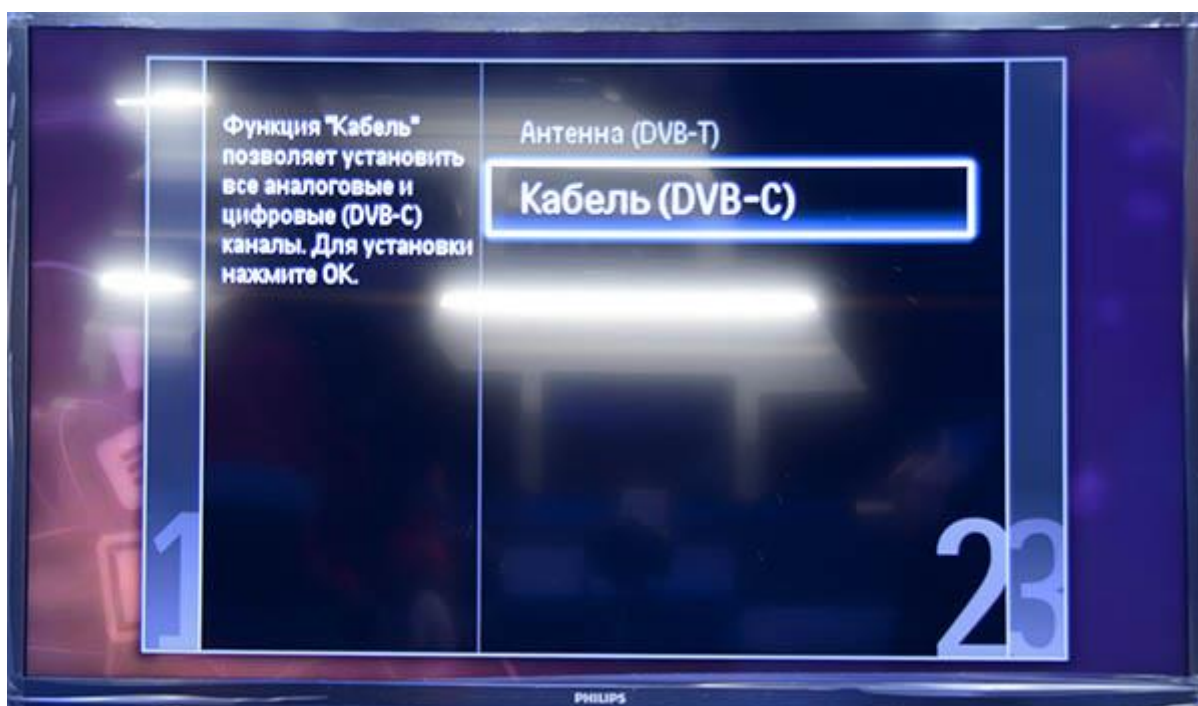 Функция "Кабель"
позволяет установить
все аналоговые и
цифровые (DVB-C)
каналы. Для установки
нажмите OK.
Антенна (DVB-T)
Кабель (DVB-C)
1
2
3
PHILIPS